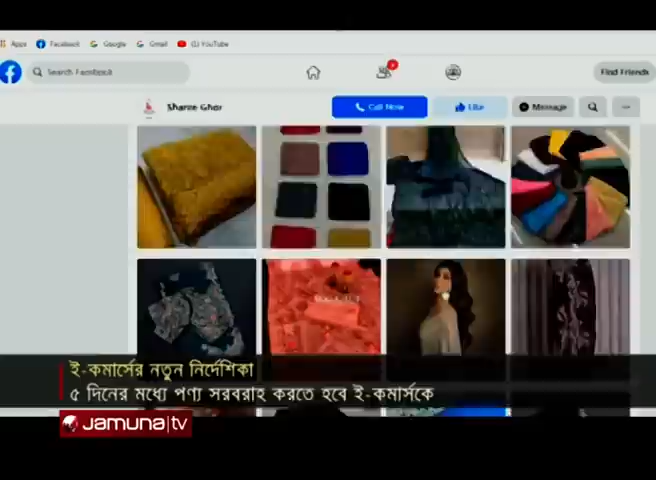 Apps Facebook Google Gmail (1) YouTube
Search Facebook
Find Friends
Sharee Ghor
Call Now
Like
Message
ই-কমার্সের নতুন নির্দেশিকা
৫ দিনের মধ্যে পণ্য সরবরাহ করতে হবে ই-কমার্সকে
Jamuna|tv